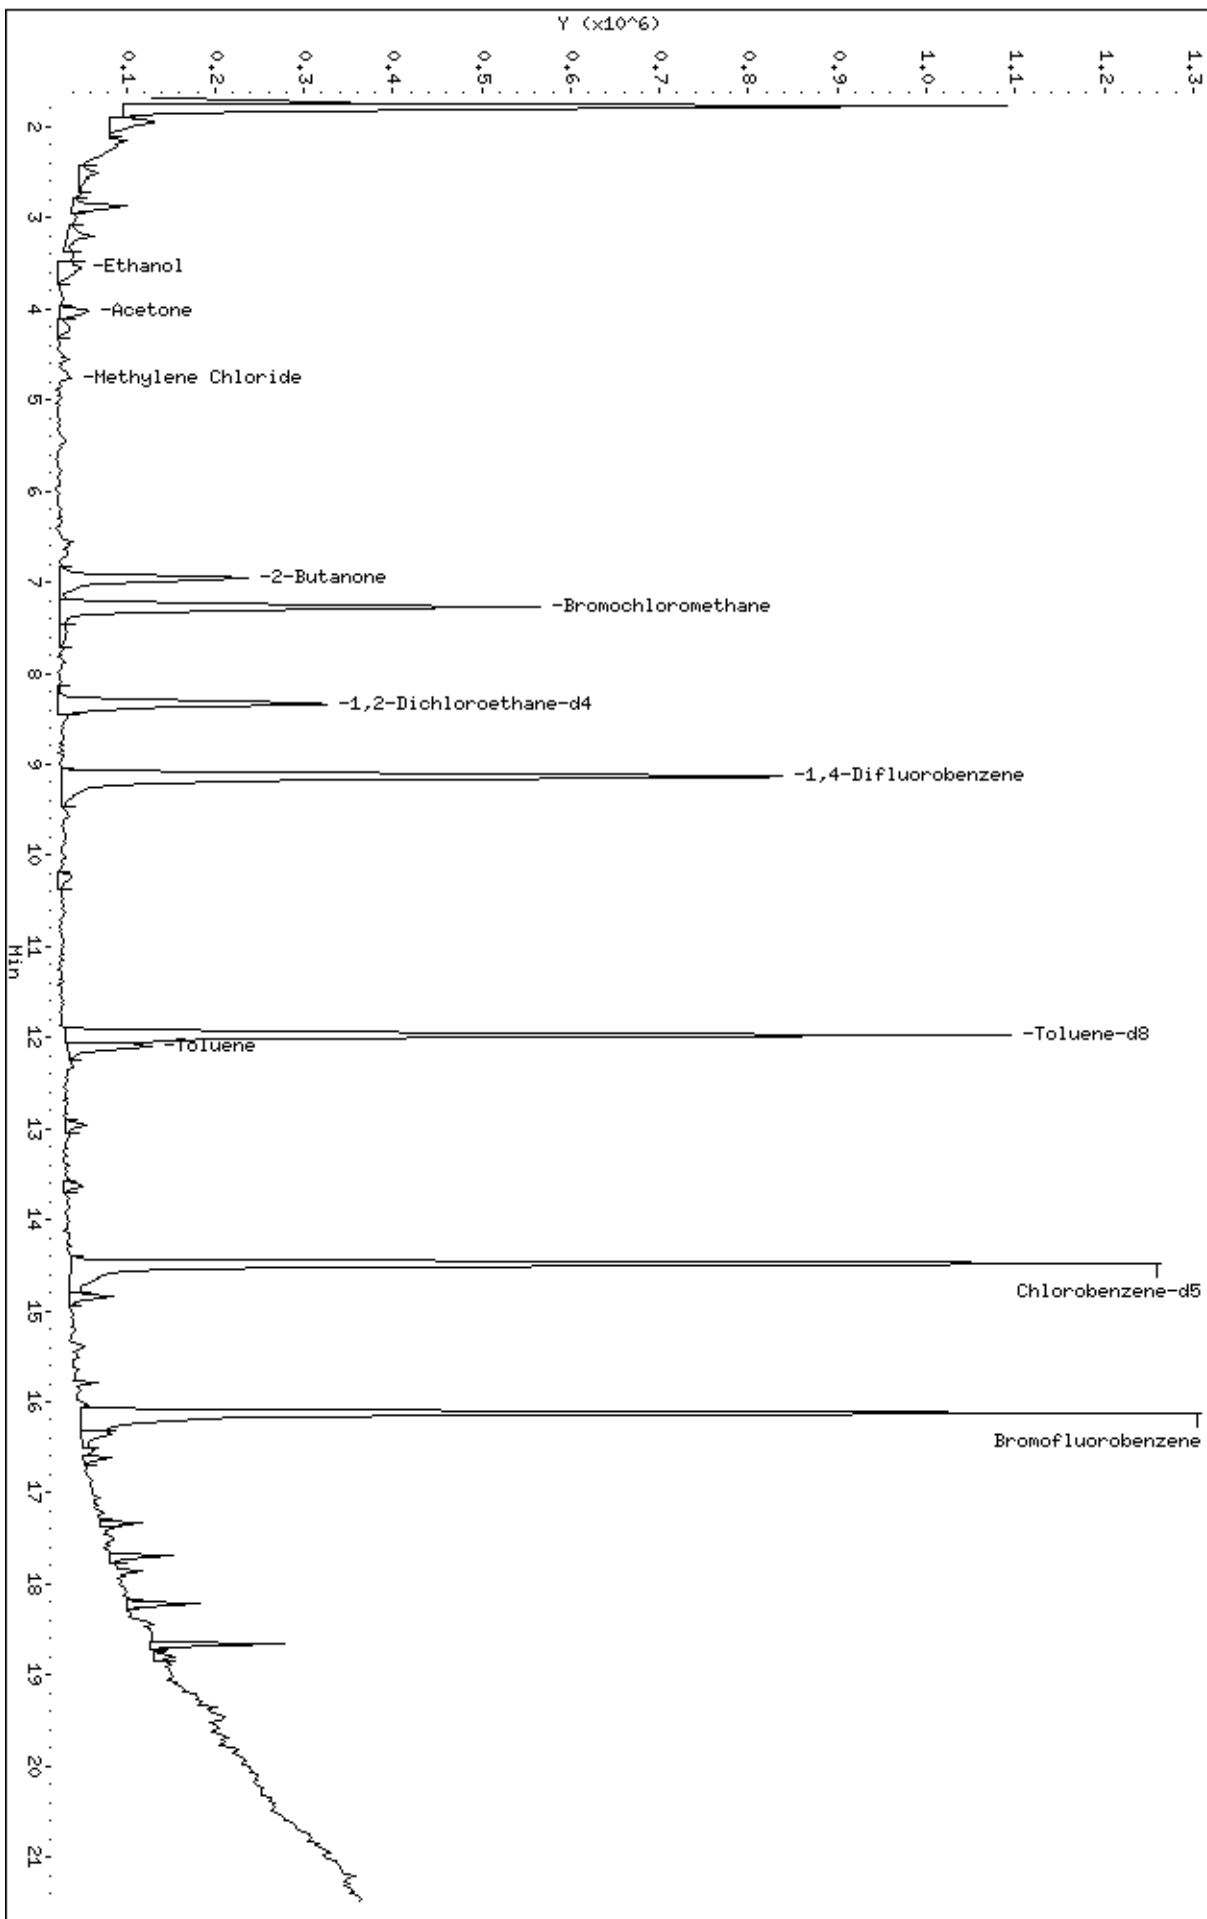 Y (x10^6)
0.1
0.2
0.3
0.4
0.5
0.6
0.7
0.8
0.9
1.0
1.1
1.2
1.3
2
3
-Ethanol
4
-Acetone
-Methylene Chloride
5
6
-2-Butanone
7
-Bromochloromethane
8
-1,2-Dichloroethane-d4
9
-1,4-Difluorobenzene
10
11
Min
12
-Toluene-d8
-Toluene
13
14
Chlorobenzene-d5
15
16
Bromofluorobenzene
17
18
19
20
21